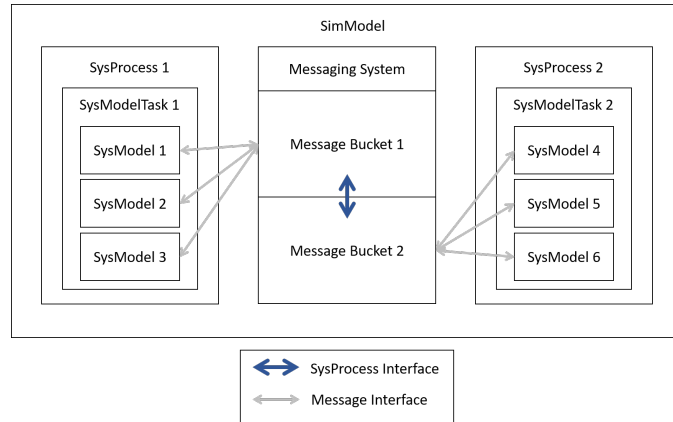 SimModel
SysProcess 1
SysModelTask 1
SysModel 1
SysModel 2
SysModel 3
Messaging System
Message Bucket 1
Message Bucket 2
SysProcess 2
SysModelTask 2
SysModel 4
SysModel 5
SysModel 6
SysProcess Interface
Message Interface